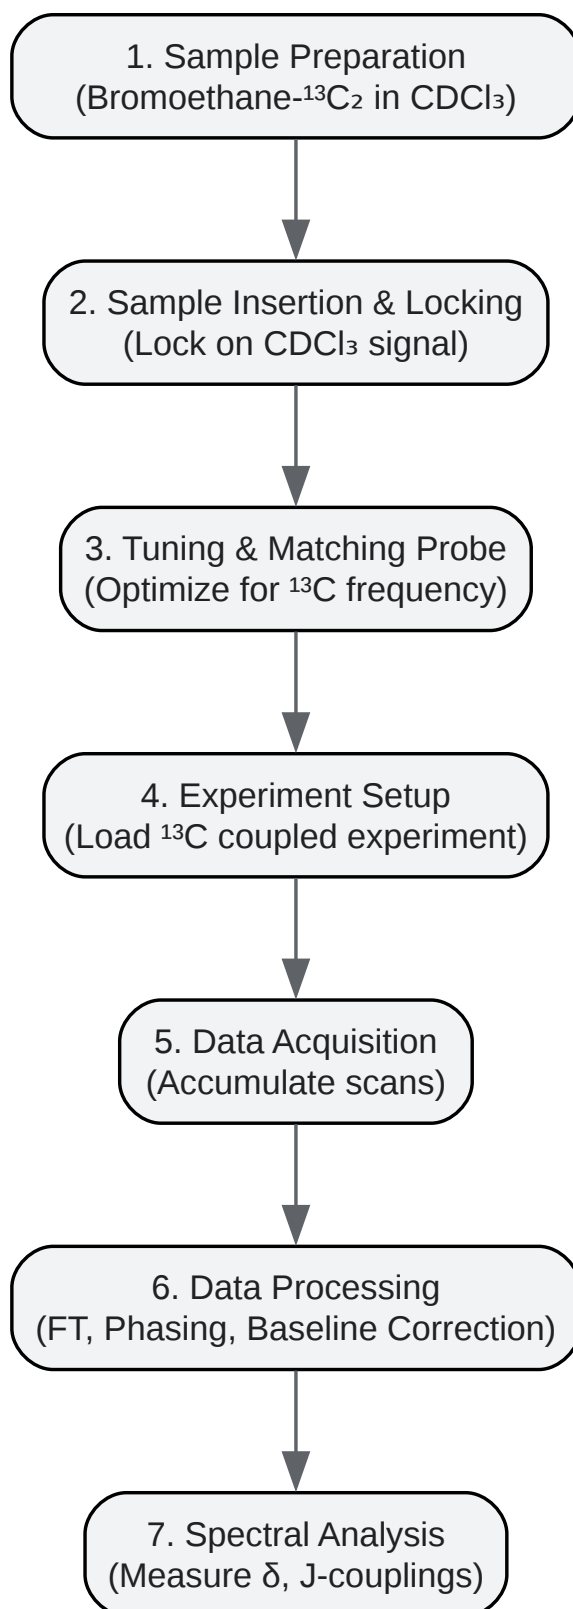 1. Sample Preparation
(Bromoethane-¹³C₂ in CDCl₃)
2. Sample Insertion & Locking
(Lock on CDCl₃ signal)
3. Tuning & Matching Probe
(Optimize for ¹³C frequency)
4. Experiment Setup
(Load ¹³C coupled experiment)
5. Data Acquisition
(Accumulate scans)
6. Data Processing
(FT, Phasing, Baseline Correction)
7. Spectral Analysis
(Measure δ, J-couplings)